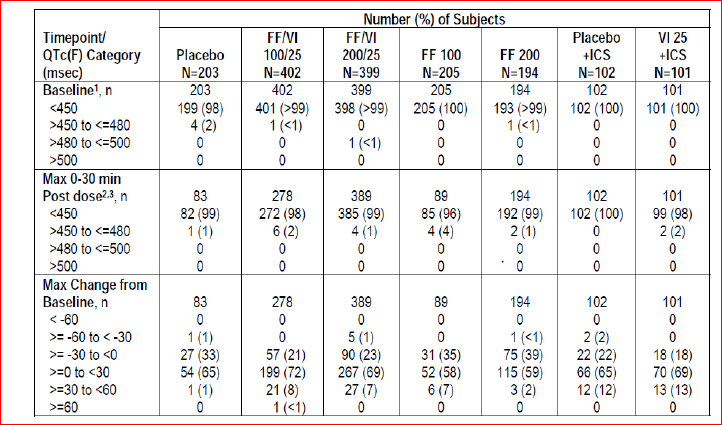 Number (%) of Subjects
Timepoint/ FF/VI FF/VI Placebo VI 25
QTc(F) Category Placebo 100/25 200/25 FF 100 FF 200 +ICS +ICS
(msec) N=203 N=402 N=399 N=205 N=194 N=102 N=101
Baseline1, n 203 402 399 205 194 102 101
<450 199 (98) 401 (>99) 398 (>99) 205 (100) 193 (>99) 102 (100) 101 (100)
>450 to <=480 4 (2) 1 (<1) 0 0 1 (<1) 0 0
>480 to <=500 0 0 1 (<1) 0 0 0 0
>500 0 0 0 0 0 0 0
Max 0-30 min
Post dose2,3, n 83 278 389 89 194 102 101
<450 82 (99) 272 (98) 385 (99) 85 (96) 192 (99) 102 (100) 99 (98)
>450 to <=480 1 (1) 6 (2) 4 (1) 4 (4) 2 (1) 0 2 (2)
>480 to <=500 0 0 0 0 0 0 0
>500 0 0 0 0 0 0 0
Max Change from
Baseline, n 83 278 389 89 194 102 101
< -60 0 0 0 0 0 0 0
>= -60 to < -30 1 (1) 0 5 (1) 0 1 (<1) 2 (2) 0
>= -30 to <0 27 (33) 57 (21) 90 (23) 31 (35) 75 (39) 22 (22) 18 (18)
>=0 to <30 54 (65) 199 (72) 267 (69) 52 (58) 115 (59) 66 (65) 70 (69)
>=30 to <60 1 (1) 21 (8) 27 (7) 6 (7) 3 (2) 12 (12) 13 (13)
>=60 0 1 (<1) 0 0 0 0 0